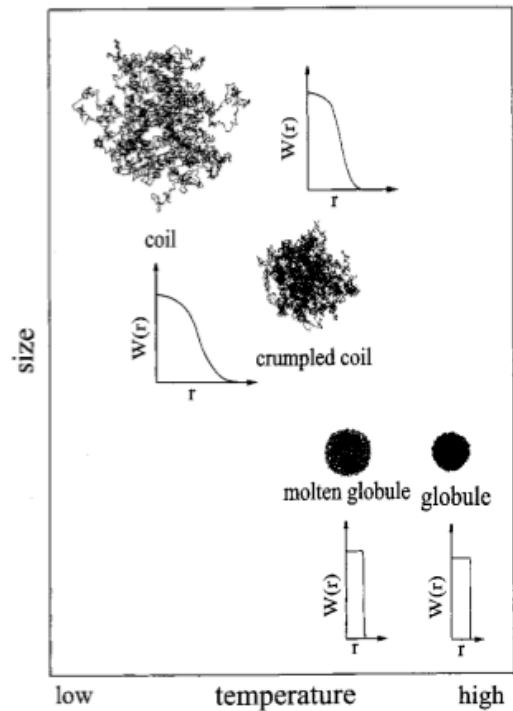 W(r)
r
coil
W(r)
r
crumpled coil
size
molten globule
globule
W(r)
r
W(r)
r
low
temperature
high